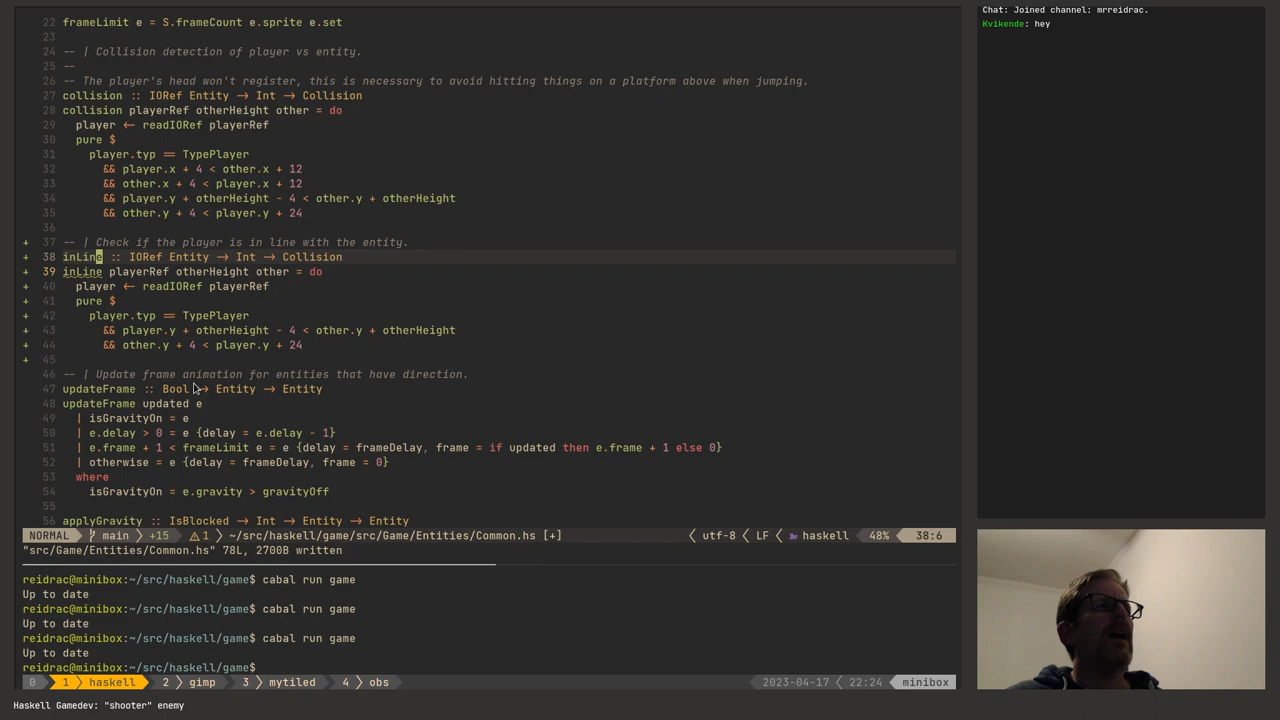 22 frameLimit e = S.frameCount e.sprite e.set
23
24 -- | Collision detection of player vs entity.
25 --
26 -- The player's head won't register, this is necessary to avoid hitting things on a platform above when jumping.
27 collision :: IORef Entity → Int → Collision
28 collision playerRef otherHeight other = do
29 player ← readIORef playerRef
30 pure $
31 player.typ == TypePlayer
32 && player.x + 4 < other.x + 12
33 && other.x + 4 < player.x + 12
34 && player.y + otherHeight - 4 < other.y + otherHeight
35 && other.y + 4 < player.y + 24
36
+ 37 -- | Check if the player is in line with the entity.
+ 38 inLine :: IORef Entity → Int → Collision
+ 39 inLine playerRef otherHeight other = do
+ 40 player ← readIORef playerRef
+ 41 pure $
+ 42 player.typ == TypePlayer
+ 43 && player.y + otherHeight - 4 < other.y + otherHeight
+ 44 && other.y + 4 < player.y + 24
+ 45
46 -- | Update frame animation for entities that have direction.
47 updateFrame :: Bool → Entity → Entity
48 updateFrame updated e
49 | isGravityOn = e
50 | e.delay > 0 = e {delay = e.delay - 1}
51 | e.frame + 1 < frameLimit e = e {delay = frameDelay, frame = if updated then e.frame + 1 else 0}
52 | otherwise = e {delay = frameDelay, frame = 0}
53 where
54 isGravityOn = e.gravity > gravityOff
55
56 applyGravity :: IsBlocked → Int → Entity → Entity
NORMAL main +15 1 ~/src/haskell/game/src/Game/Entities/Common.hs [+] utf-8 LF haskell 48% 38:6
"src/Game/Entities/Common.hs" 78L, 2700B written
reidrac@minibox:~/src/haskell/game$ cabal run game
Up to date
reidrac@minibox:~/src/haskell/game$ cabal run game
Up to date
reidrac@minibox:~/src/haskell/game$ cabal run game
Up to date
reidrac@minibox:~/src/haskell/game$
0 1 haskell 2 gimp 3 mytiled 4 obs 2023-04-17 22:24 minibox
Haskell Gamedev: "shooter" enemy
Chat: Joined channel: mrreidrac.
Kvikende: hey